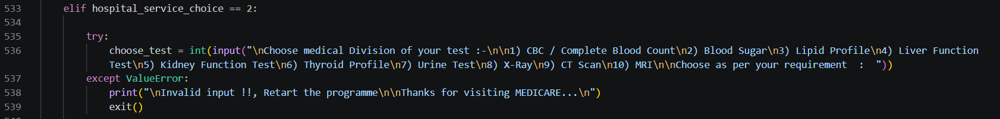 533 elif hospital_service_choice == 2:
534
535 try:
536 choose_test = int(input("\nChoose medical Division of your test :-\n\n1) CBC / Complete Blood Count\n2) Blood Sugar\n3) Lipid Profile\n4) Liver Function
Test\n5) Kidney Function Test\n6) Thyroid Profile\n7) Urine Test\n8) X-Ray\n9) CT Scan\n10) MRI\n\nChoose as per your requirement  :  "))
537 except ValueError:
538 print("\nInvalid input !!, Retart the programme\n\nThanks for visiting MEDICARE...\n")
539 exit()